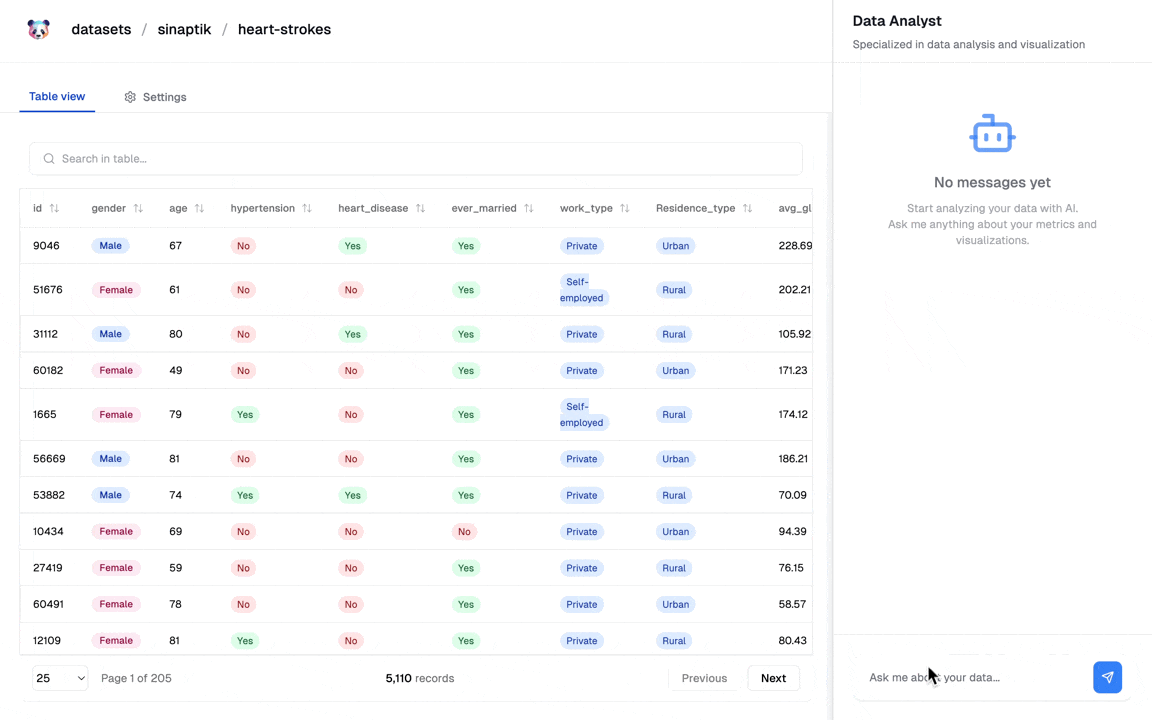 datasets / sinaptik / heart-strokes
Data Analyst
Specialized in data analysis and visualization
Table view
Settings
Search in table...
id gender age hypertension heart_disease ever_married work_type Residence_type avg_gl
9046 Male 67 No Yes Yes Private Urban 228.69
51676 Female 61 No No Yes Self-
employed Rural 202.21
31112 Male 80 No Yes Yes Private Rural 105.92
60182 Female 49 No No Yes Private Urban 171.23
1665 Female 79 Yes No Yes Self-
employed Rural 174.12
56669 Male 81 No No Yes Private Urban 186.21
53882 Male 74 Yes Yes Yes Private Rural 70.09
10434 Female 69 No No No Private Urban 94.39
27419 Female 59 No No Yes Private Rural 76.15
60491 Female 78 No No Yes Private Urban 58.57
12109 Female 81 Yes No Yes Private Rural 80.43
25 Page 1 of 205 5,110 records Previous Next
No messages yet
Start analyzing your data with AI.
Ask me anything about your metrics and
visualizations.
Ask me about your data...